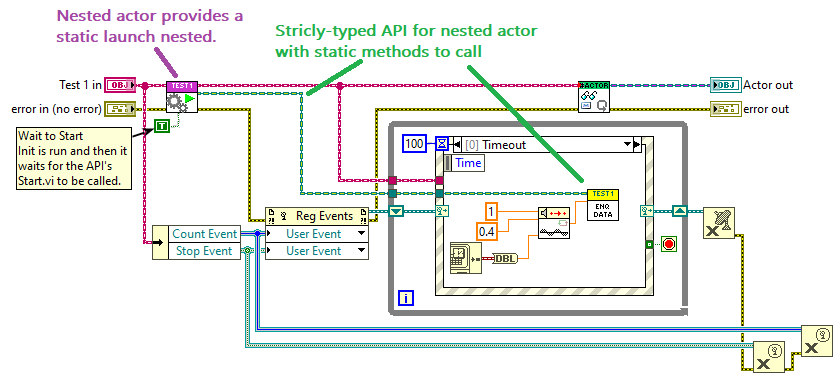 Nested actor provides a
static launch nested.
Stricly-typed API for nested actor
with static methods to call
Test 1 in
OBJ
TEST1
ACTOR
OBJ
Actor out
error in (no error)
error out
T
Wait to Start
Init is run and then it
waits for the API's
Start.vi to be called.
100
[0] Timeout
Time
TEST1
ENQ
DATA
1
0.4
DBL
Reg Events
User Event
User Event
Count Event
Stop Event
i